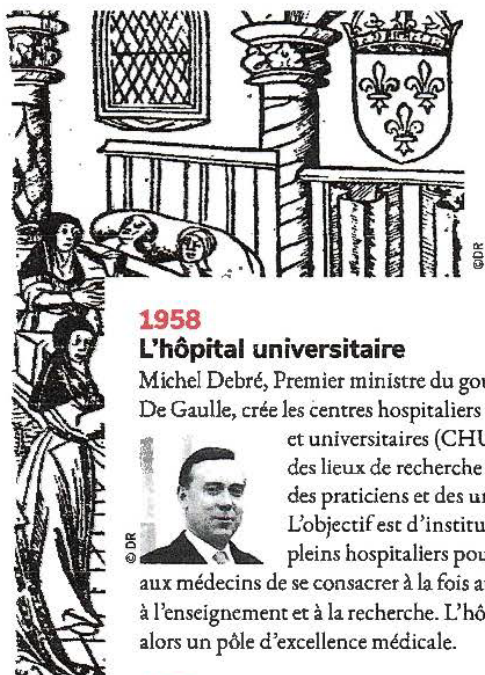 ©DR
1958
L'hôpital universitaire
Michel Debré, Premier ministre du gou
De Gaulle, crée les centres hospitaliers
et universitaires (CHU
des lieux de recherche
des praticiens et des un
L'objectif est d'institu
pleins hospitaliers pou
© DR
aux médecins de se consacrer à la fois au
à l'enseignement et à la recherche. L'hô
alors un pôle d'excellence médicale.